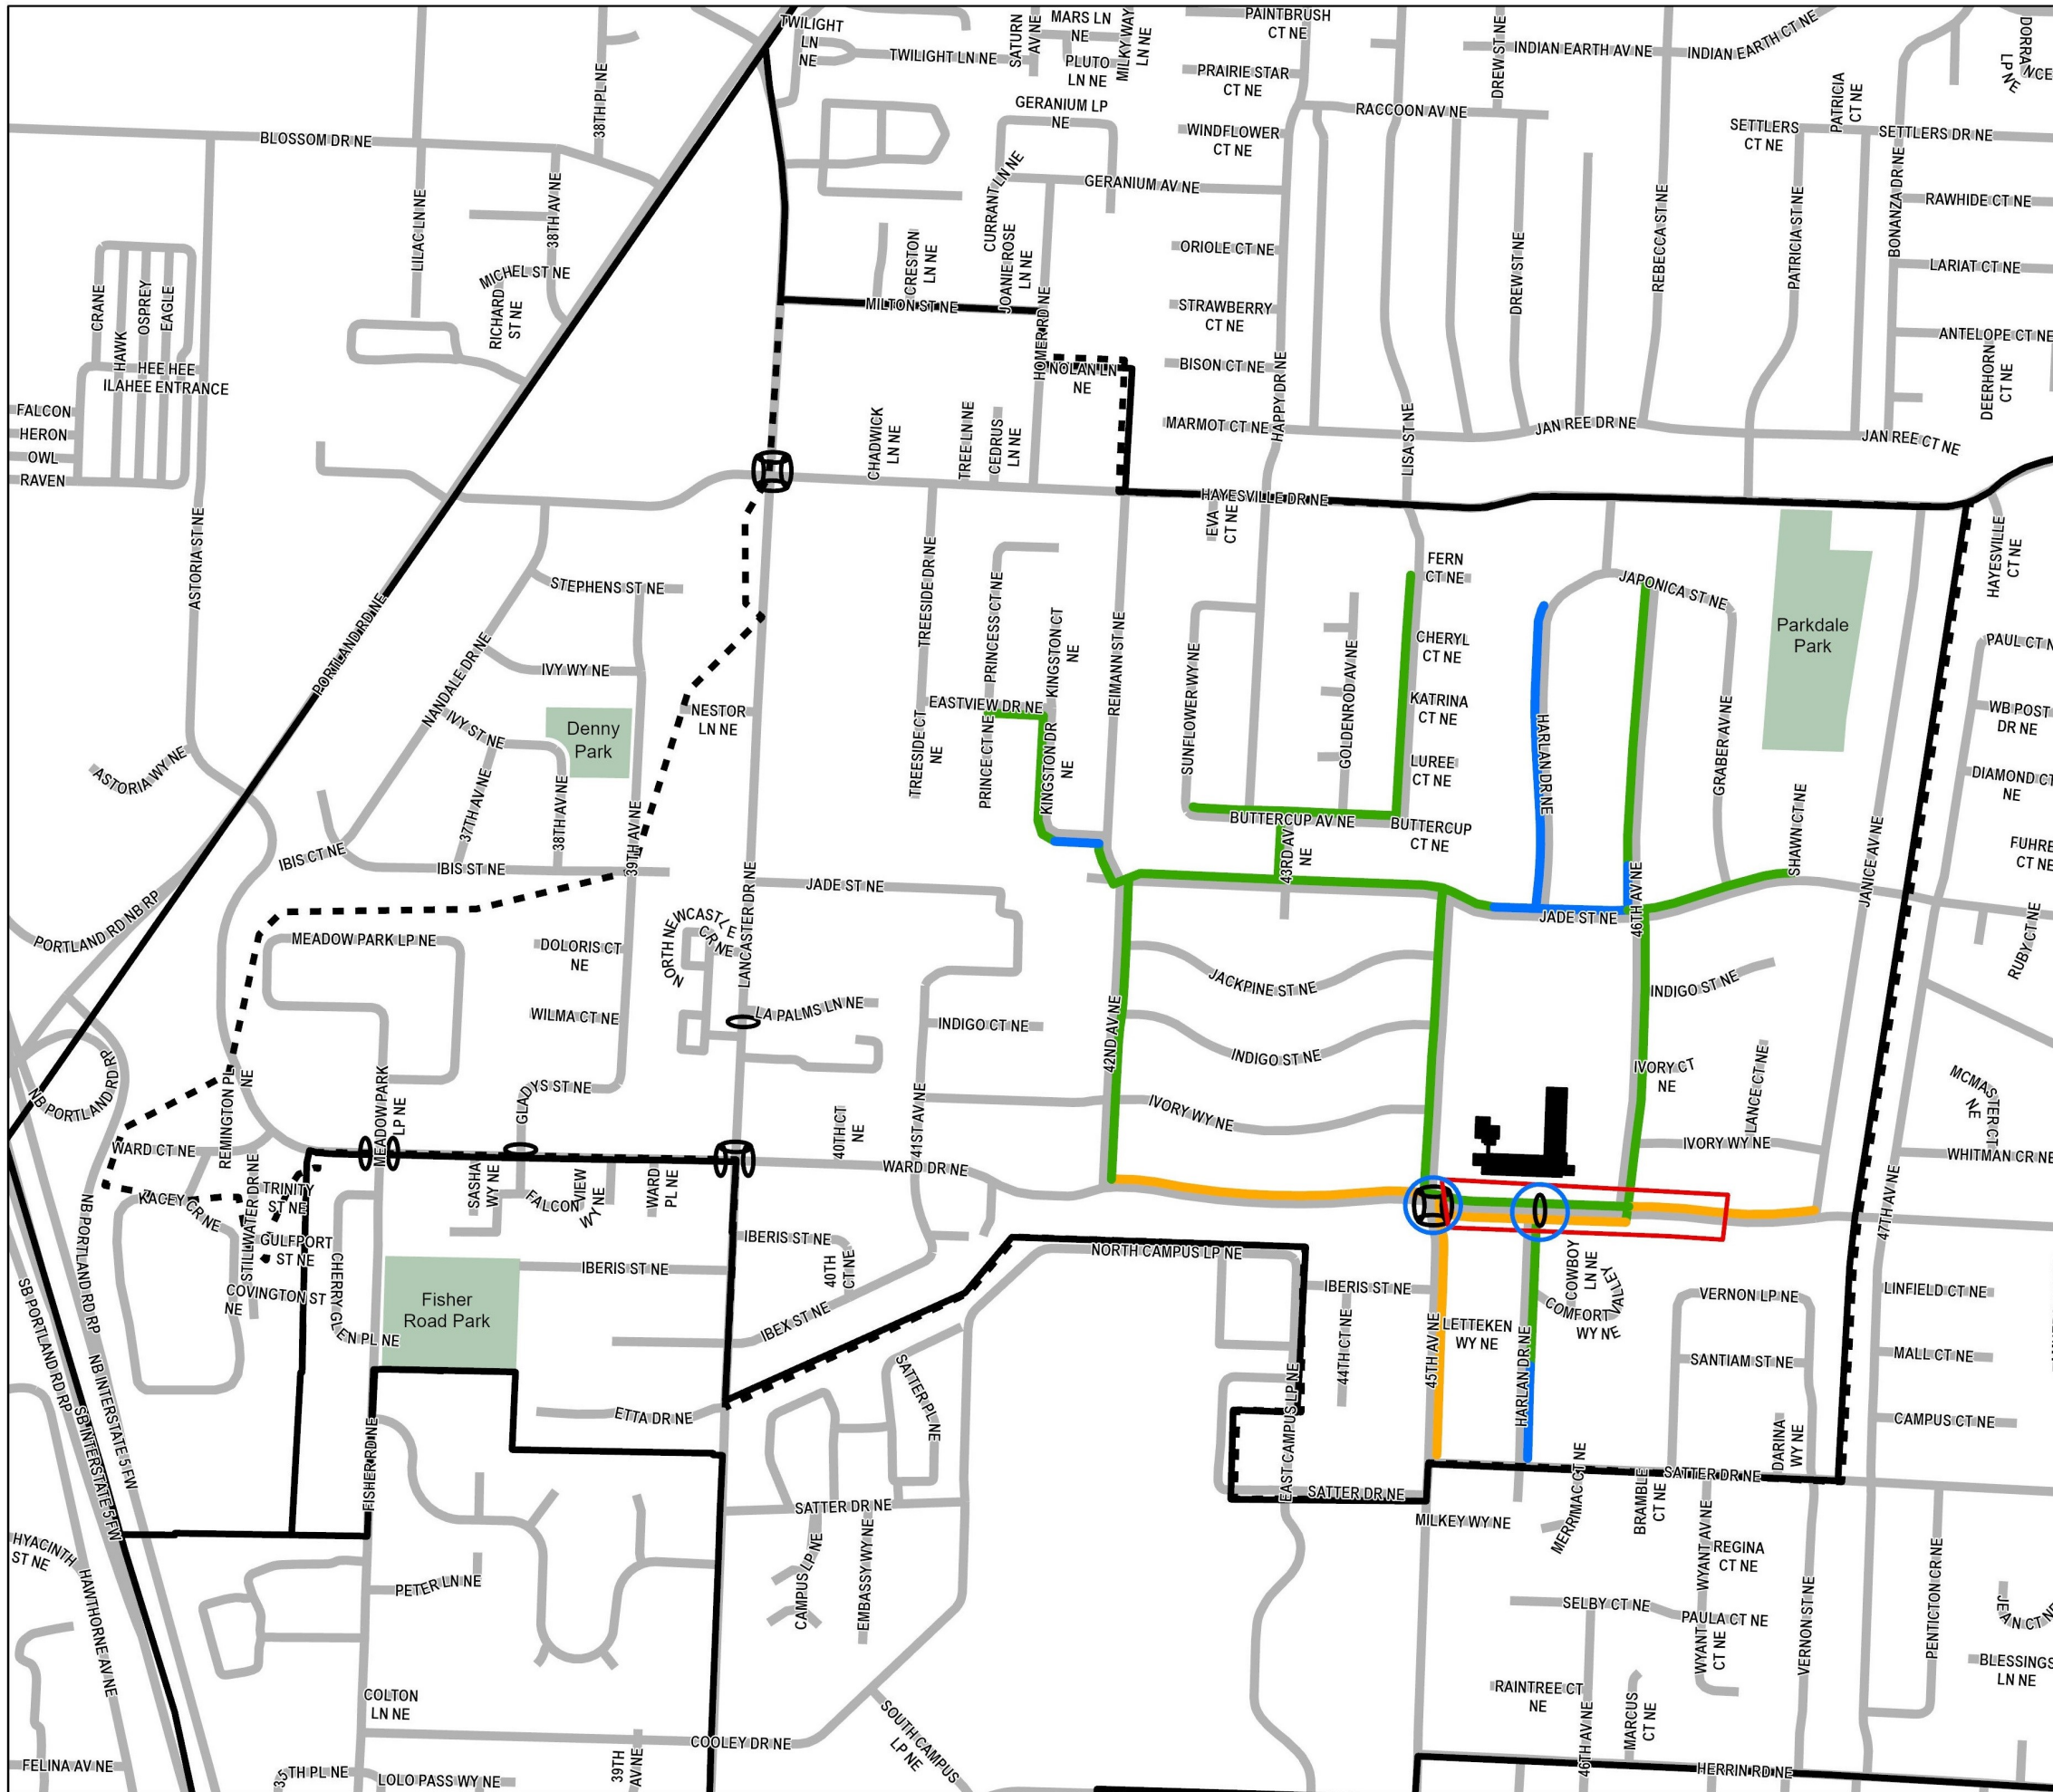 TWILIGHT
LN
NE
TWILIGHT LN NE
SATURN
AV NE
MARS LN
NE
PLUTO
LN NE
MILKY WAY
LN NE
PAINTBRUSH
CT NE
PRAIRIE STAR
CT NE
DREW ST NE
INDIAN EARTH AV NE
INDIAN EARTH CT NE
DORRAN
LP NE
NCE
38TH PL NE
BLOSSOM DR NE
GERANIUM LP
NE
WINDFLOWER
CT NE
RACCOON AV NE
SETTLERS
CT NE
PATRICIA
CT NE
SETTLERS DR NE
LILAC LN NE
38TH AV NE
CURRANT LN NE
GERANIUM AV NE
REBECCA ST NE
PATRICIA ST NE
BONANZA DR NE
RAWHIDE CT NE
MICHEL ST NE
RICHARD
ST NE
CRESTON
LN NE
JOANIE ROSE
LN NE
ORIOLE CT NE
DREW ST NE
LARIAT CT NE
CRANE
HAWK
OSPREY
EAGLE
MILTON ST NE
HOMER RD NE
STRAWBERRY
CT NE
ANTELOPE CT NE
HEE HEE
ILAHEE ENTRANCE
NOLAN LN
NE
BISON CT NE
HAPPY DR NE
DEERHORN
CT NE
FALCON
HERON
OWL
RAVEN
CHADWICK
LN NE
TREE LN NE
CEDRUS
LN NE
MARMOT CT NE
LISA ST NE
JAN REE DR NE
JAN REE CT NE
ASTORIA ST NE
HAYESVILLE DR NE
EVA
CT NE
HAYESVILLE
CT NE
PORTLAND RD NE
STEPHENS ST NE
TREESIDE DR NE
PRINCESS CT NE
KINGSTON CT
NE
REIMANN ST NE
FERN
CT NE
JAPONICA ST NE
Parkdale
Park
NANDALE DR NE
IVY WY NE
SUNFLOWER WY NE
GOLDENROD AV NE
CHERYL
CT NE
PAUL CT N
IVY ST NE
Denny
Park
NESTOR
LN NE
EASTVIEW DR NE
KATRINA
CT NE
HARLAN DR NE
GRABER AV NE
WB POST
DR NE
ASTORIA WY NE
37TH AV NE
38TH AV NE
39TH AV NE
TREESIDE CT
NE
PRINCE CT NE
KINGSTON DR
NE
LUREE
CT NE
DIAMOND CT
NE
IBIS CT NE
IBIS ST NE
BUTTERCUP AV NE
BUTTERCUP
CT NE
43RD AV
NE
SHAWN CT NE
JANICE AV NE
FUHRE
CT NE
PORTLAND RD NB RP
JADE ST NE
LANCASTER DR NE
JADE ST NE
46TH AV NE
MEADOW PARK LP NE
DOLORIS CT
NE
RUBY CT NE
WILMA CT NE
LA PALMS LN NE
INDIGO CT NE
42ND AV NE
JACKPINE ST NE
INDIGO ST NE
INDIGO ST NE
NB PORTLAND RD RP
REMINGTON PL
NE
MEADOW PARK
LP NE
GLADYS ST NE
41ST AV NE
IVORY WY NE
IVORY CT
NE
LANCE CT NE
MCMASTER CT
NE
WARD CT NE
40TH CT
NE
WARD DR NE
IVORY WY NE
WHITMAN CR NE
KACEY CR NE
STILLWATER DR NE
TRINITY
ST NE
SASHA
WY NE
FALCON
VIEW
WY NE
WARD
PL NE
GULFPORT
ST NE
COVINGTON ST
NE
CHERRY GLEN PL NE
NB PORTLAND RD RP
SB PORTLAND RD RP
Fisher
Road Park
IBERIS ST NE
IBERIS ST NE
40TH
CT NE
IBEX ST NE
NORTH CAMPUS LP NE
IBERIS ST NE
44TH CT NE
45TH AV NE
LETTEKEN
WY NE
HARLAN DR NE
COWBOY
LN NE
COMFORT VALLEY
WY NE
VERNON LP NE
47TH AV NE
LINFIELD CT NE
SANTIAM ST NE
MALL CT NE
NB INTERSTATE 5 FW
SB INTERSTATE 5 FW
FISHER RD NE
ETTA DR NE
SATTER PL NE
EAST CAMPUS LP NE
CAMPUS CT NE
DARINA
WY NE
SATTER DR NE
SATTER DR NE
SATTER DR NE
MILKEY WY NE
MERRIMAC CT NE
BRAMBLE
CT NE
WYANT AV NE
REGINA
CT NE
HYACINTH
ST NE
HAWTHORNE AV NE
PETER LN NE
CAMPUS LP NE
EMBASSY WY NE
SELBY CT NE
PAULA CT NE
WYANT
CT NE
VERNON ST NE
PENTICTON CR NE
JEAN CT NE
BLESSINGS
LN NE
COLTON
LN NE
COOLEY DR NE
SOUTH CAMPUS
LP NE
RAINTREE CT
NE
46TH AV NE
MARCUS
CT NE
HERRIN RD NE
FELINA AV NE
35TH PL NE
LOLO PASS WY NE
39TH
AV NE